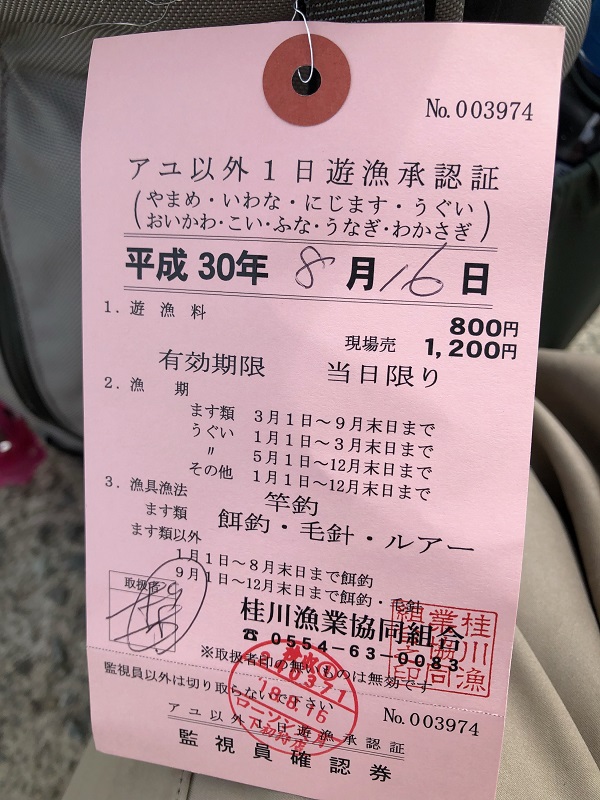 No.003974
アユ以外1日遊漁承認証
(やまめ・いわな・にじます・うぐい
おいかわ・こい・ふな・うなぎ・わかさぎ)
平成30年 8月16日
1. 遊漁料 800円
現場売 1,200円
有効期限 当日限り
2. 漁期
ます類 3月1日〜9月末日まで
うぐい 1月1日〜3月末日まで
〃 5月1日〜12月末日まで
その他 1月1日〜12月末日まで
3. 漁具漁法 竿釣
ます類 餌釣・毛針・ルアー
ます類以外
1月1日〜8月末日まで餌釣
9月1日〜12月末日まで餌釣・毛針
取扱者
桂川漁業協同組合
☎ 0554-63-0083
桂川漁業協同組合印
※取扱者印の無いものは無効です
監視員以外は切り取らないで下さい
18.8.16
No.003974
アユ以外1日遊漁承認証
監視員確認券